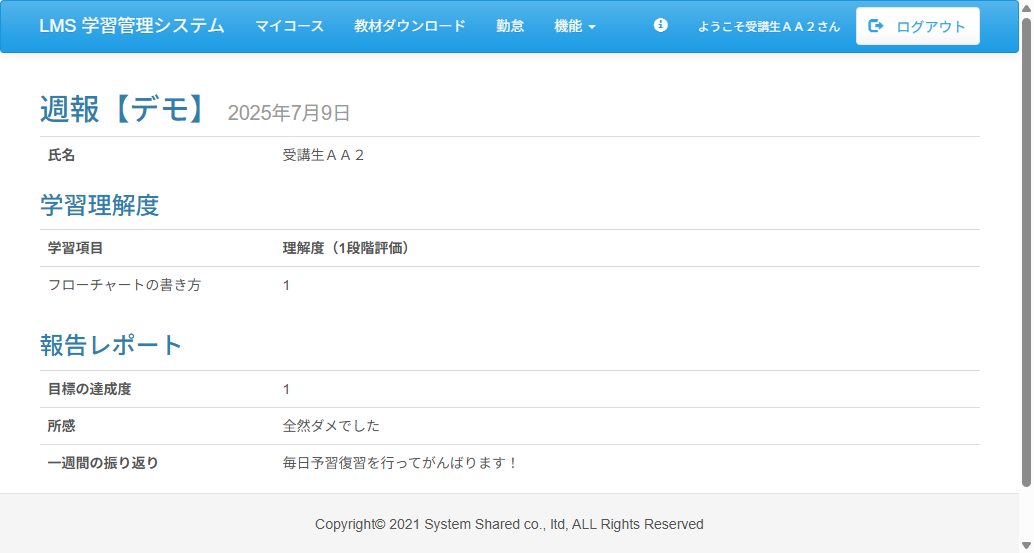 LMS 学習管理システム マイコース 教材ダウンロード 勤怠 機能 ようこそ受講生ＡＡ２さん ログアウト
週報【デモ】 2025年7月9日
氏名 受講生ＡＡ２
学習理解度
学習項目 理解度（1段階評価）
フローチャートの書き方 1
報告レポート
目標の達成度 1
所感 全然ダメでした
一週間の振り返り 毎日予習復習を行ってがんばります！
Copyright© 2021 System Shared co., ltd, ALL Rights Reserved